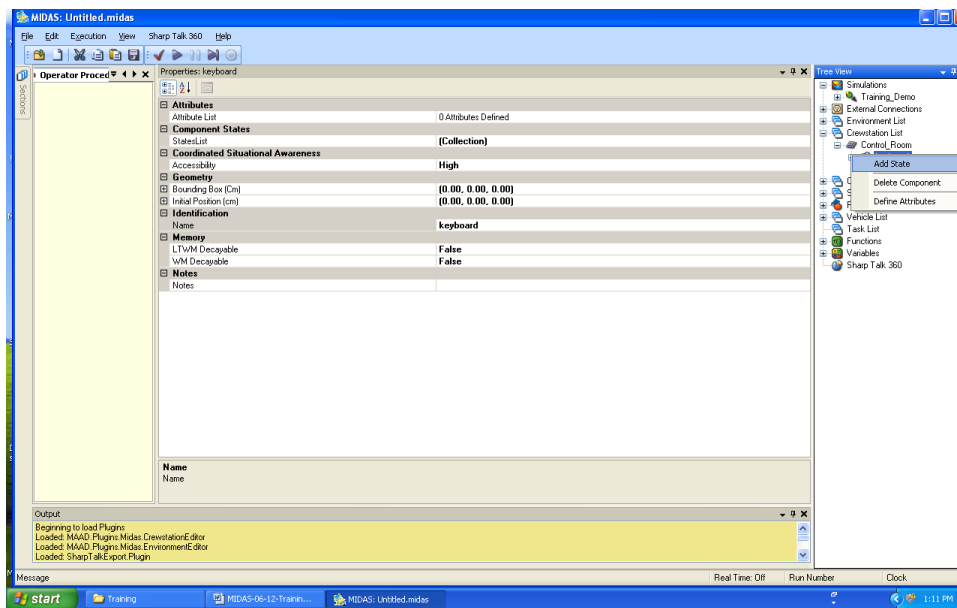 MIDAS: Untitled.midas
File Edit Execution View Sharp Talk 360 Help
Sections
Operator Proced
Properties: keyboard
Attributes
Attribute List 0 Attributes Defined
Component States
StatesList (Collection)
Coordinated Situational Awareness
Accessibility High
Geometry
Bounding Box (Cm) (0.00, 0.00, 0.00)
Initial Position (cm) (0.00, 0.00, 0.00)
Identification
Name keyboard
Memory
LTWM Decayable False
WM Decayable False
Notes
Notes
Name
Name
Tree View
Simulations
Training_Demo
External Connections
Environment List
Crewstation List
Control_Room
Add State
Delete Component
Define Attributes
Vehicle List
Task List
Functions
Variables
Sharp Talk 360
Output
Beginning to load Plugins
Loaded: MAAD.Plugins.Midas.CrewstationEditor
Loaded: MAAD.Plugins.Midas.EnvironmentEditor
Loaded: SharpTalkExport.Plugin
Message Real Time: Off Run Number Clock
start Training MIDAS-06-12-Trainin... MIDAS: Untitled.midas 1:11 PM